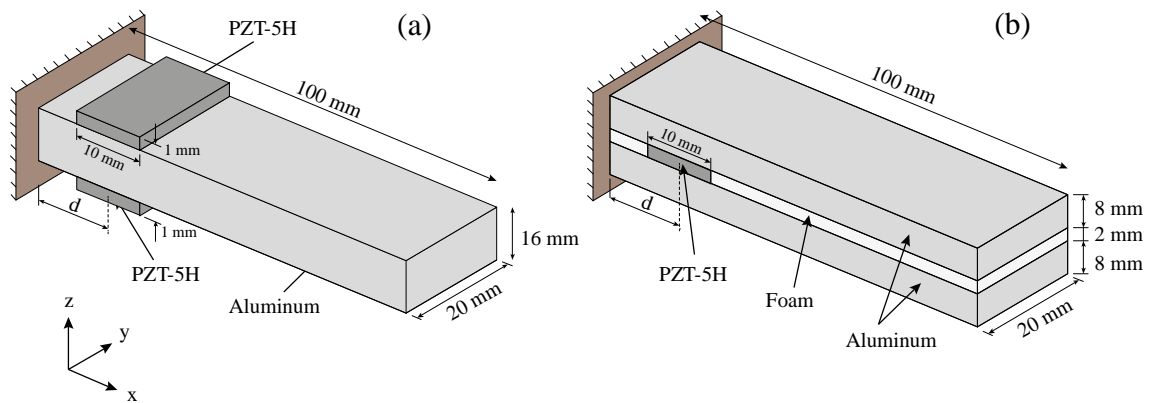 (a)
PZT-5H
100 mm
1 mm
10 mm
d
1 mm
16 mm
PZT-5H
Aluminum
20 mm
z
y
x
(b)
100 mm
10 mm
d
8 mm
2 mm
8 mm
PZT-5H
Foam
20 mm
Aluminum